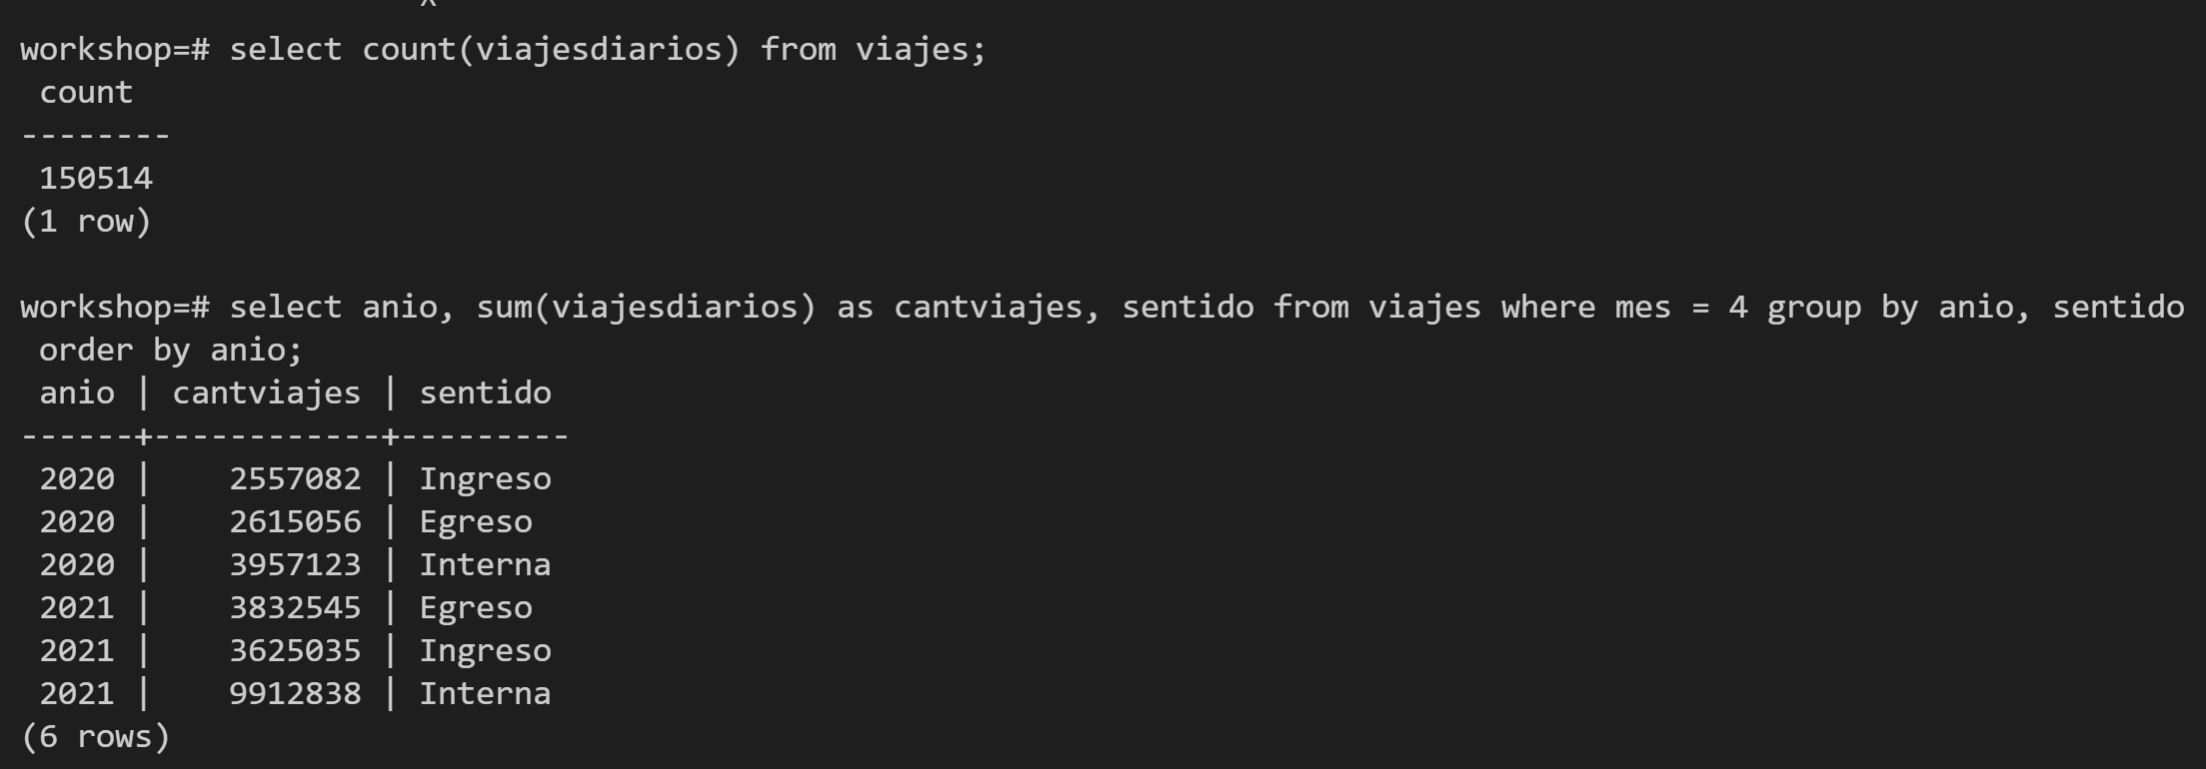 ^
workshop=# select count(viajesdiarios) from viajes;
 count
--------
 150514
(1 row)

workshop=# select anio, sum(viajesdiarios) as cantviajes, sentido from viajes where mes = 4 group by anio, sentido
 order by anio;
 anio | cantviajes | sentido
------+------------+---------
 2020 |    2557082 | Ingreso
 2020 |    2615056 | Egreso
 2020 |    3957123 | Interna
 2021 |    3832545 | Egreso
 2021 |    3625035 | Ingreso
 2021 |    9912838 | Interna
(6 rows)